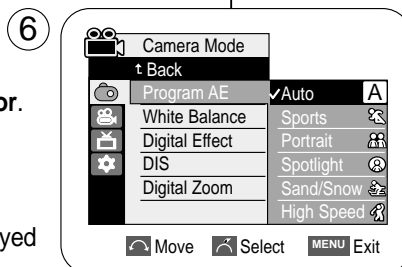 6
Camera Mode
Back
or.
Program AE ✓Auto A
White Balance Sports
Digital Effect Portrait
DIS Spotlight
Digital Zoom Sand/Snow
High Speed
yed
Move Select MENU Exit